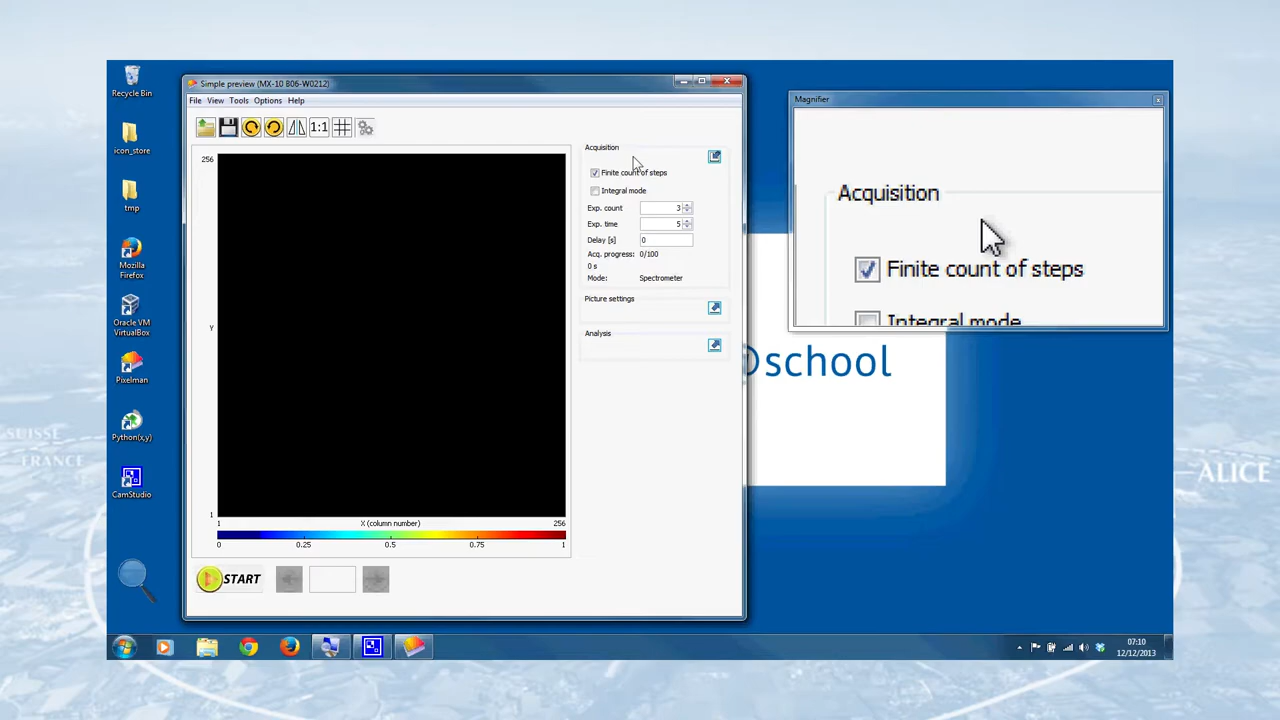 SUISSE
FRANCE
ALICE
Recycle Bin
icon_store
tmp
Mozilla
Firefox
Oracle VM
VirtualBox
Pixelman
Python(x,y)
CamStudio
Simple preview (MX-10 B06-W0212)
File View Tools Options Help
1:1
256
Y
1
1 X (column number) 256
0 0.25 0.5 0.75 1
START
Acquisition
Finite count of steps
Integral mode
Exp. count 3
Exp. time 5
Delay [s] 0
Acq. progress: 0/100
0 s
Mode: Spectrometer
Picture settings
Analysis
Magnifier
Acquisition
Finite count of steps
Integral mode
@school
07:10
12/12/2013